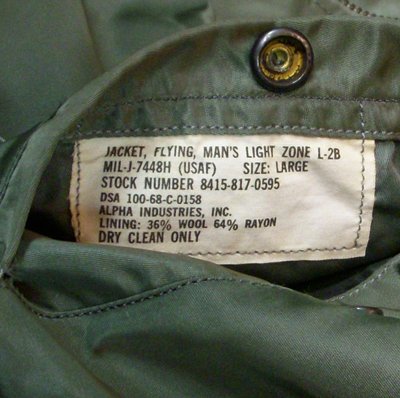 JACKET, FLYING, MAN'S LIGHT ZONE L-2B
MIL-J-7448H (USAF) SIZE: LARGE
STOCK NUMBER 8415-817-0595
DSA 100-68-C-0158
ALPHA INDUSTRIES, INC.
LINING: 36% WOOL 64% RAYON
DRY CLEAN ONLY